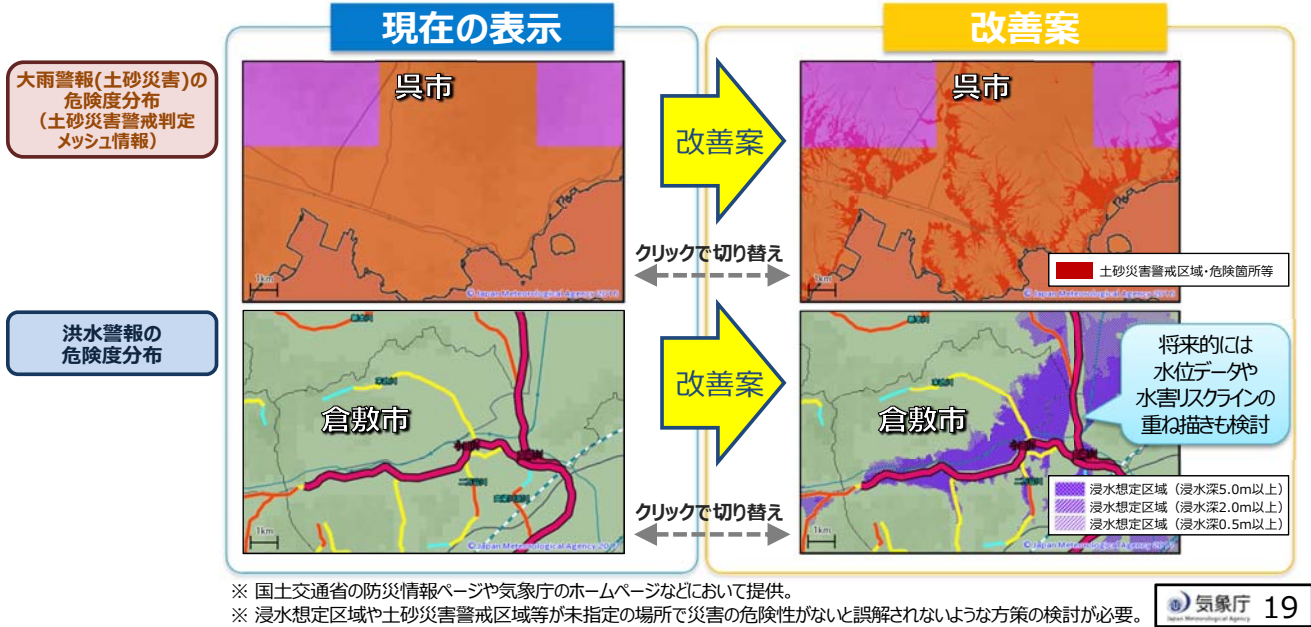 現在の表示
改善案
大雨警報(土砂災害)の
危険度分布
(土砂災害警戒判定
メッシュ情報)
呉市
1km
© Japan Meteorological Agency 2016
改善案
クリックで切り替え
呉市
1km
土砂災害警戒区域・危険箇所等
© Japan Meteorological Agency 2016
洪水警報の
危険度分布
倉敷市
1km
© Japan Meteorological Agency 2016
改善案
クリックで切り替え
倉敷市
将来的には
水位データや
水害リスクラインの
重ね描きも検討
浸水想定区域(浸水深5.0m以上)
浸水想定区域(浸水深2.0m以上)
浸水想定区域(浸水深0.5m以上)
1km
© Japan Meteorological Agency 2016
※ 国土交通省の防災情報ページや気象庁のホームページなどにおいて提供。
※ 浸水想定区域や土砂災害警戒区域等が未指定の場所で災害の危険性がないと誤解されないような方策の検討が必要。
気象庁 19
Japan Meteorological Agency